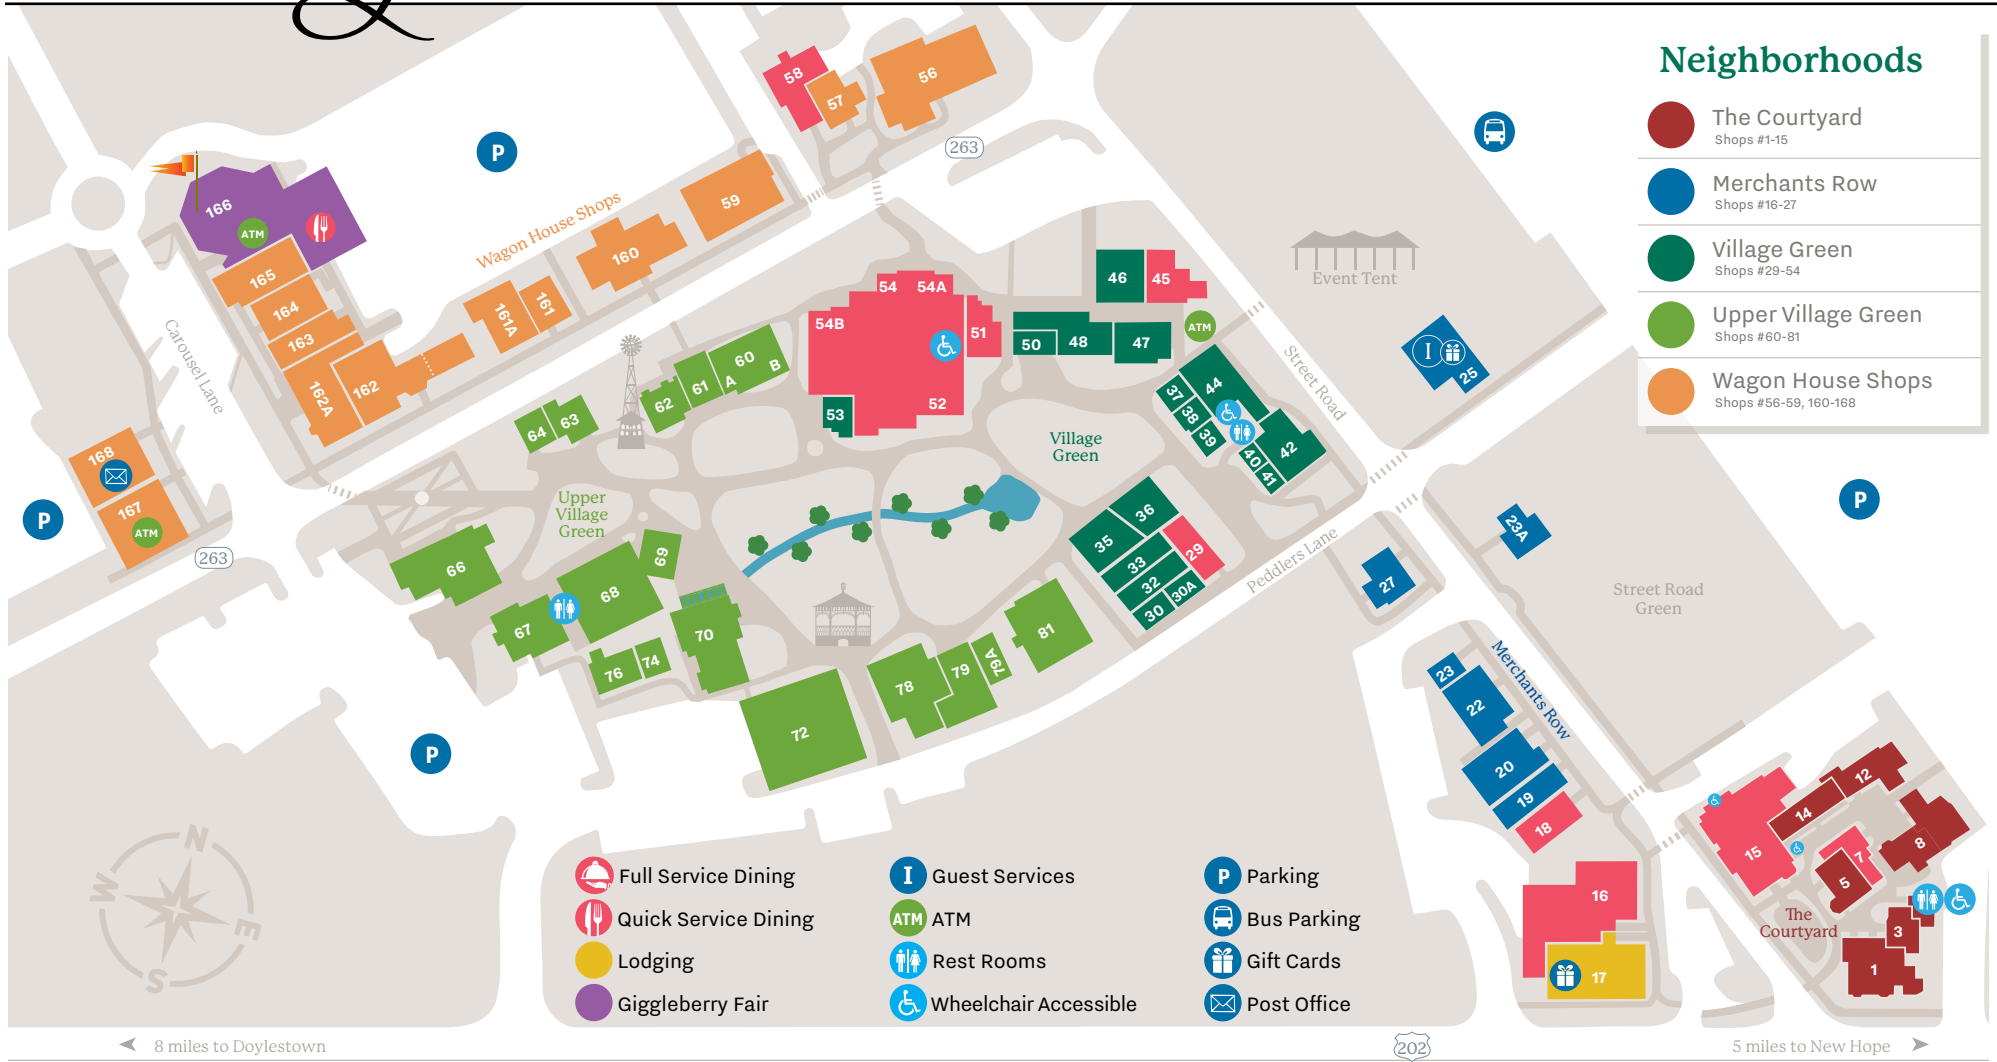 &
Neighborhoods
The Courtyard
Shops #1-15
Merchants Row
Shops #16-27
Village Green
Shops #29-54
Upper Village Green
Shops #60-81
Wagon House Shops
Shops #56-59, 160-168
58
57
56
263
P
59
Wagon House Shops
160
161
161A
166
ATM
165
164
163
162
162A
Carousel Lane
168
167
ATM
P
263
Event Tent
46
45
ATM
54
54A
54B
51
50
48
47
53
52
60
A
B
61
62
63
64
Street Road
I
25
44
37
38
39
40
41
42
Village
Green
Upper
Village
Green
P
23A
36
35
29
33
32
30A
30
Peddlers Lane
27
Street Road
Green
66
67
68
69
70
74
76
72
78
79
79A
81
P
Merchants Row
23
22
20
19
18
16
17
15
14
12
8
7
5
3
1
The
Courtyard
N
W
E
S
Full Service Dining
Quick Service Dining
Lodging
Giggleberry Fair
I Guest Services
ATM ATM
Rest Rooms
Wheelchair Accessible
P Parking
Bus Parking
Gift Cards
Post Office
8 miles to Doylestown
202
5 miles to New Hope